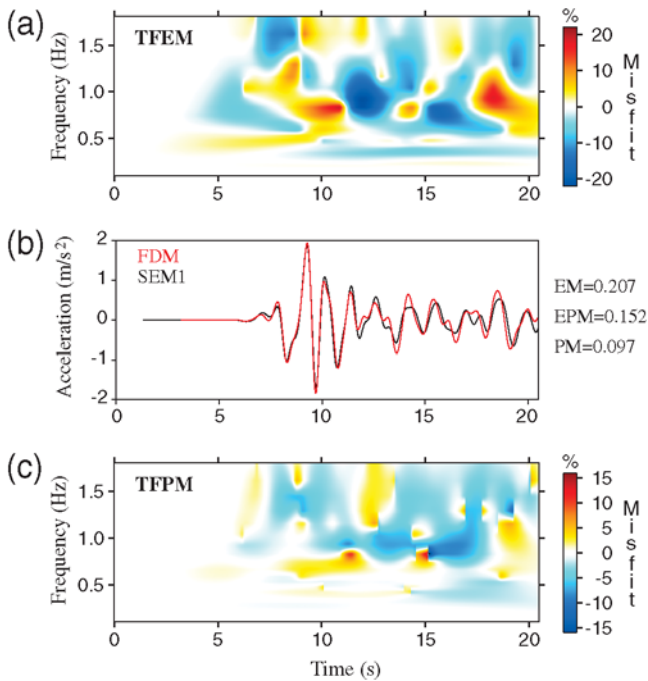 (a)
TFEM
Frequency (Hz)
1.5
1.0
0.5
0 5 10 15 20
%
20
10
0
-10
-20
Misfit
(b)
Acceleration (m/s²)
2
1
0
-1
-2
FDM
SEM1
0 5 10 15 20
EM=0.207
EPM=0.152
PM=0.097
(c)
TFPM
Frequency (Hz)
1.5
1.0
0.5
0 5 10 15 20
Time (s)
%
15
10
5
0
-5
-10
-15
Misfit